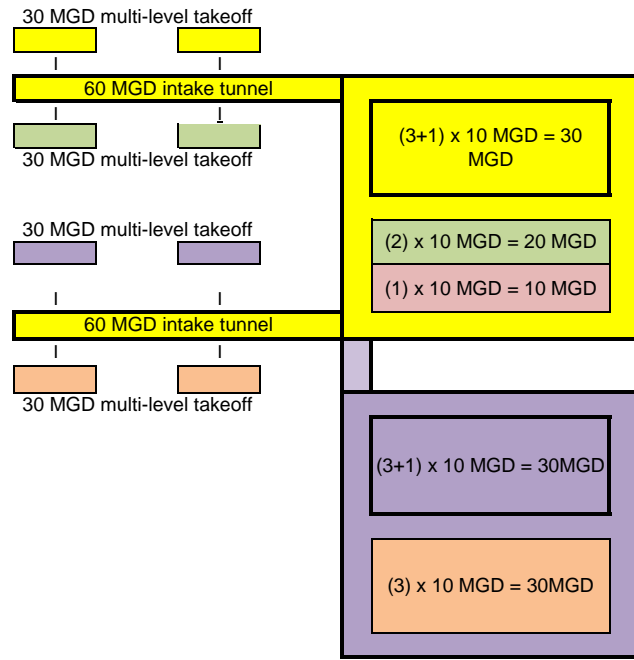 30 MGD multi-level takeoff
I I
60 MGD intake tunnel
I I
30 MGD multi-level takeoff
(3+1) x 10 MGD = 30
MGD
30 MGD multi-level takeoff
(2) x 10 MGD = 20 MGD
(1) x 10 MGD = 10 MGD
I I
60 MGD intake tunnel
I I
30 MGD multi-level takeoff
(3+1) x 10 MGD = 30MGD
(3) x 10 MGD = 30MGD